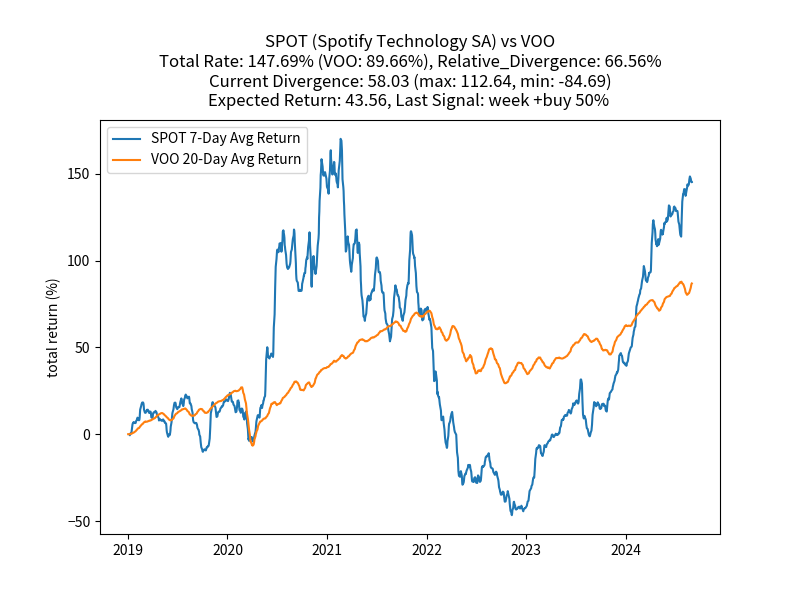 SPOT (Spotify Technology SA) vs VOO
Total Rate: 147.69% (VOO: 89.66%), Relative_Divergence: 66.56%
Current Divergence: 58.03 (max: 112.64, min: -84.69)
Expected Return: 43.56, Last Signal: week +buy 50%
SPOT 7-Day Avg Return
VOO 20-Day Avg Return
total return (%)
150
100
50
0
−50
2019
2020
2021
2022
2023
2024